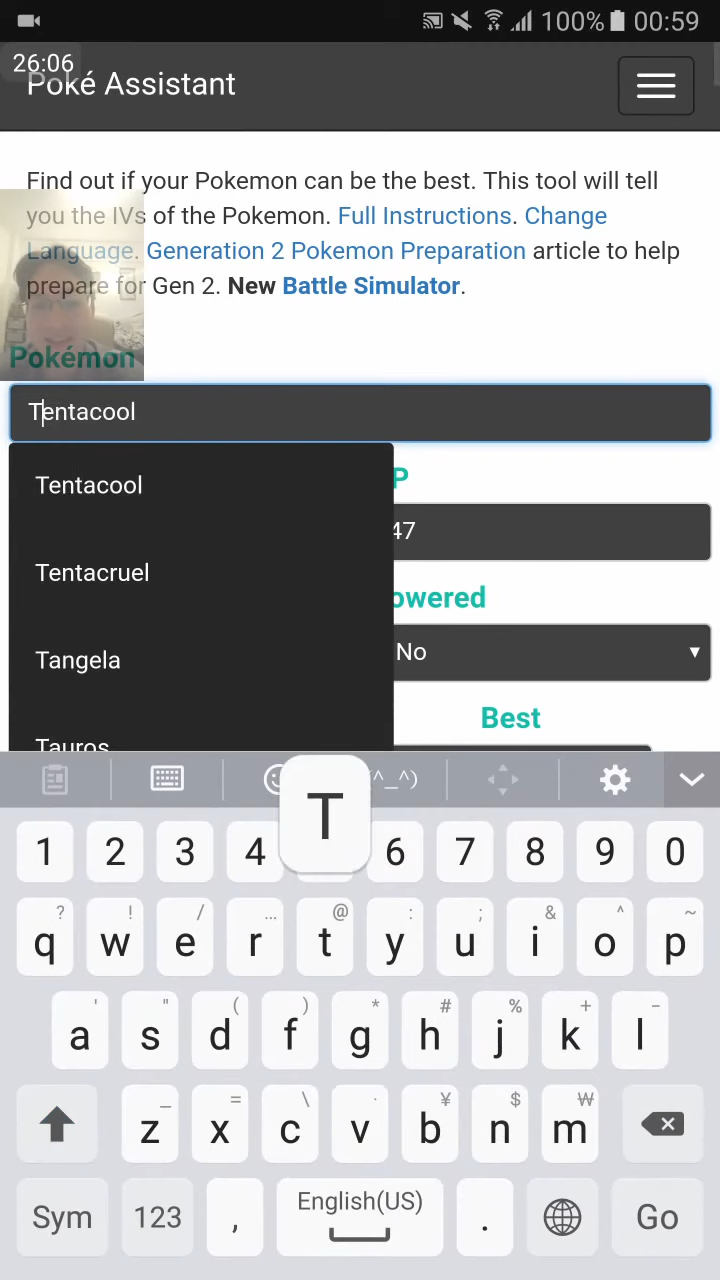 100% 00:59
26:06
Poké Assistant
Find out if your Pokemon can be the best. This tool will tell
you the IVs of the Pokemon. Full Instructions. Change
Language. Generation 2 Pokemon Preparation article to help
prepare for Gen 2. New Battle Simulator.
Pokémon
Tentacool
Tentacool
P
47
Tentacruel
owered
Tangela
No
Best
Tauros
(^_^)
T
1 2 3 4 6 7 8 9 0
? ! / ... @ : ; & ^ ~
q w e r t y u i o p
' " ( ) * # % + -
a s d f g h j k l
_ = \ · ¥ $ ₩
z x c v b n m
Sym 123 , English(US) . Go